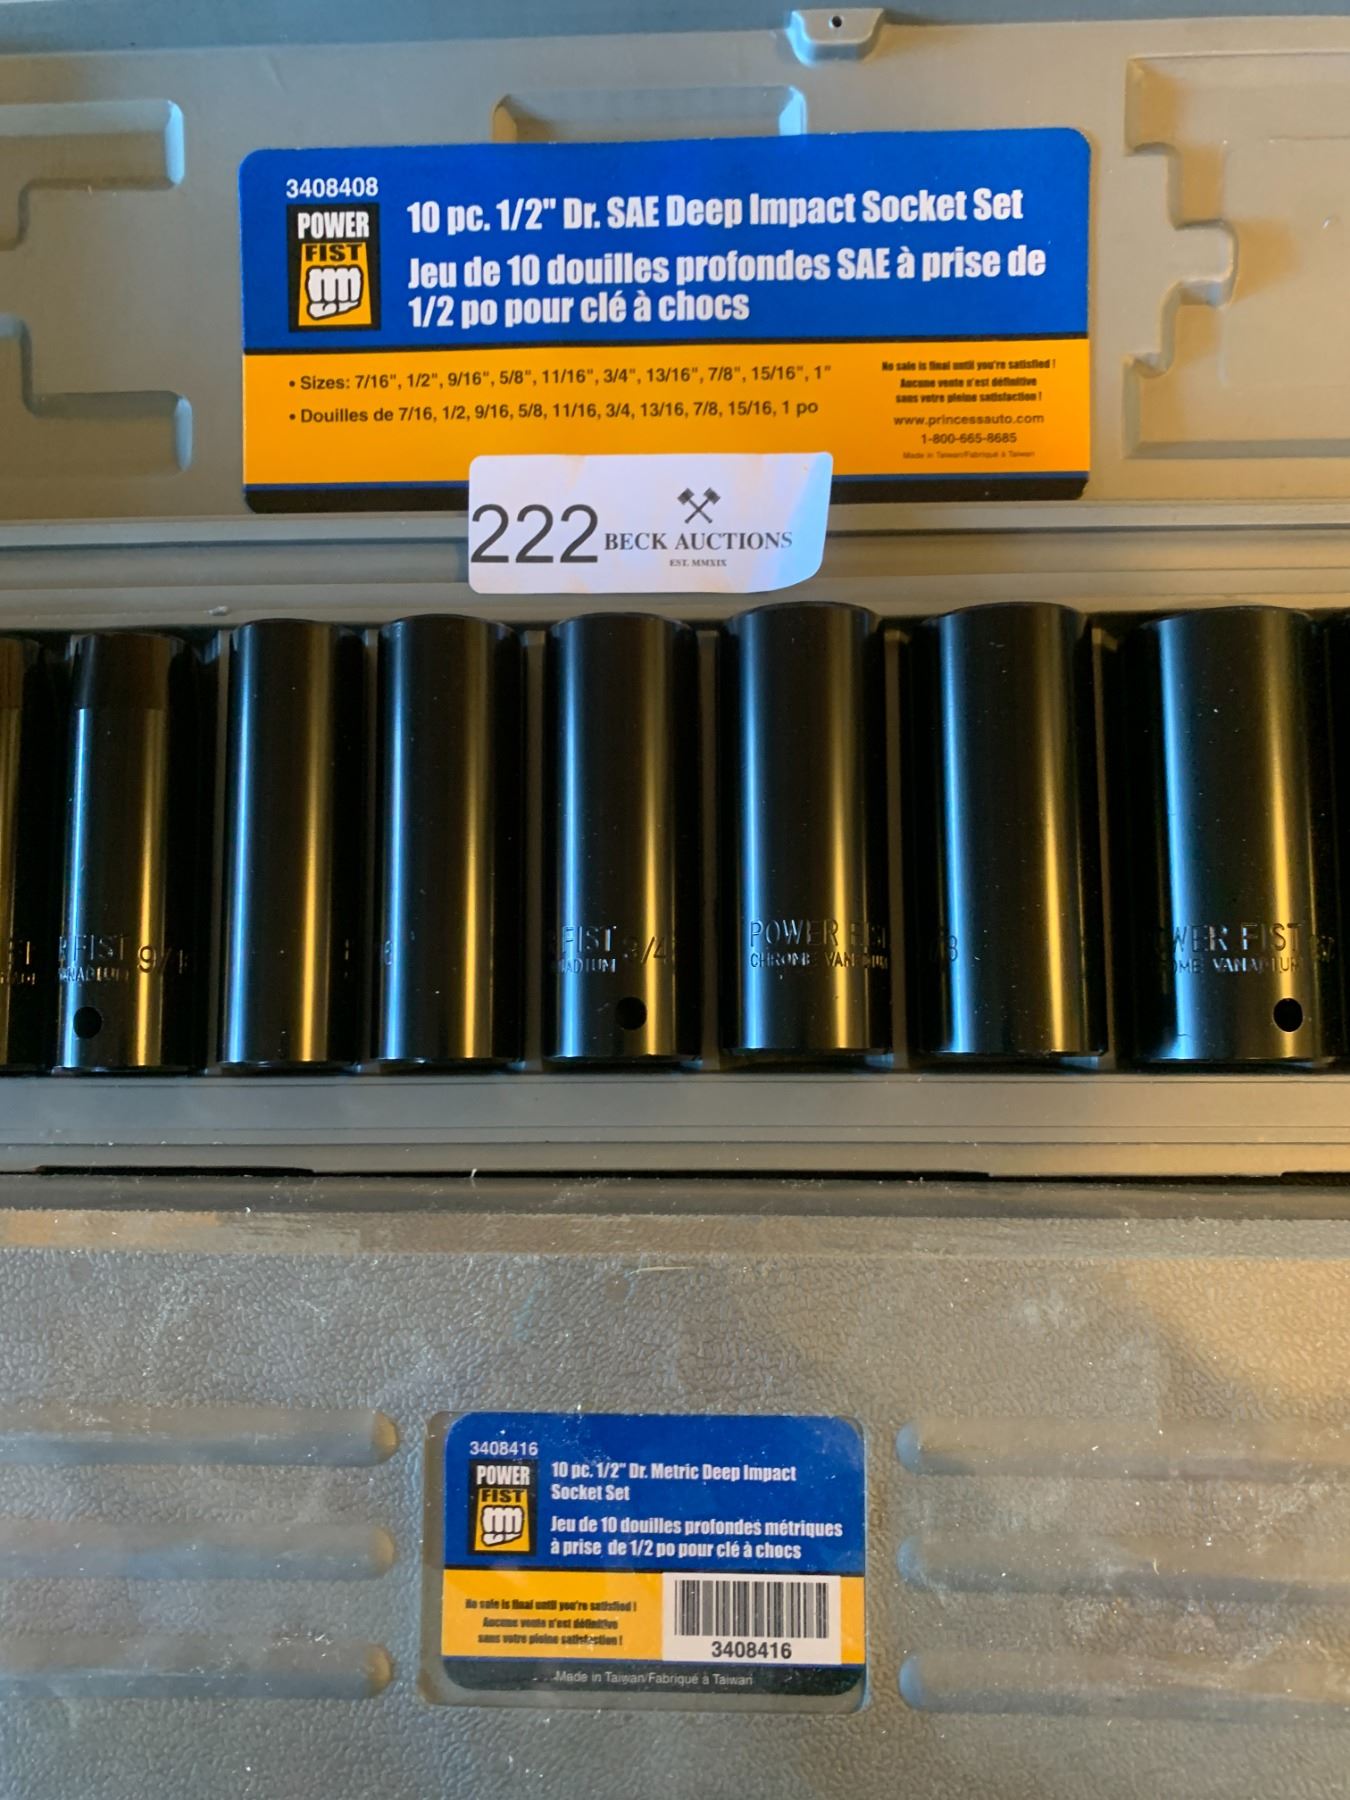 3408408
POWER
FIST
10 pc. 1/2" Dr. SAE Deep Impact Socket Set
Jeu de 10 douilles profondes SAE à prise de
1/2 po pour clé à chocs
• Sizes: 7/16", 1/2", 9/16", 5/8", 11/16", 3/4", 13/16", 7/8", 15/16", 1"
• Douilles de 7/16, 1/2, 9/16, 5/8, 11/16, 3/4, 13/16, 7/8, 15/16, 1 po
No sale is final until you're satisfied !
Aucune vente n'est définitive
sans votre pleine satisfaction !
www.princessauto.com
1-800-665-8685
Made in Taiwan/Fabriqué à Taiwan
222
BECK AUCTIONS
EST. MMXIX
FIST 9/16
VANADIUM
FIST 3/4
POWER FIST
CHROME VANADIUM
WER FIST
VANADIUM
3408416
POWER
FIST
10 pc. 1/2" Dr. Metric Deep Impact
Socket Set
Jeu de 10 douilles profondes métriques
à prise de 1/2 po pour clé à chocs
No sale is final until you're satisfied !
Aucune vente n'est définitive
sans votre pleine satisfaction !
3408416
Made in Taiwan/Fabriqué à Taiwan